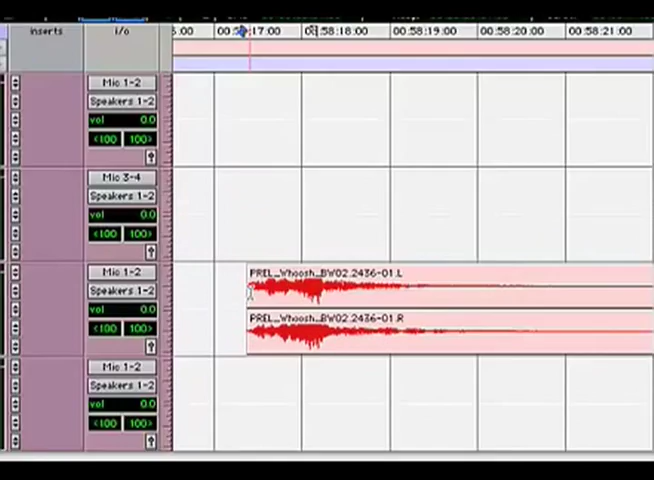 inserts i/o 00:58:18:00 00:58:19:00 00:58:20:00 00:58:21:00
Mic 1-2
Speakers 1-2
vol 0.0
<100 100>
Mic 3-4
Speakers 1-2
vol 0.0
<100 100>
Mic 1-2
PREL_Whoosh_BW02.2436-01.L
Speakers 1-2
vol 0.0
PREL_Whoosh_BW02.2436-01.R
<100 100>
Mic 1-2
Speakers 1-2
vol 0.0
<100 100>